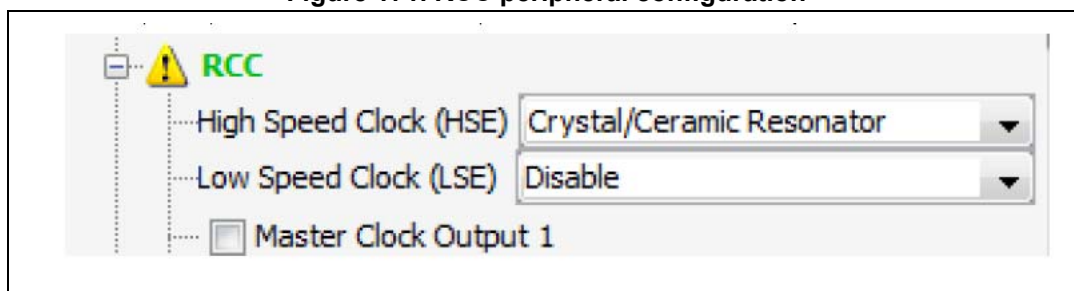 RCC
High Speed Clock (HSE) Crystal/Ceramic Resonator
Low Speed Clock (LSE) Disable
Master Clock Output 1